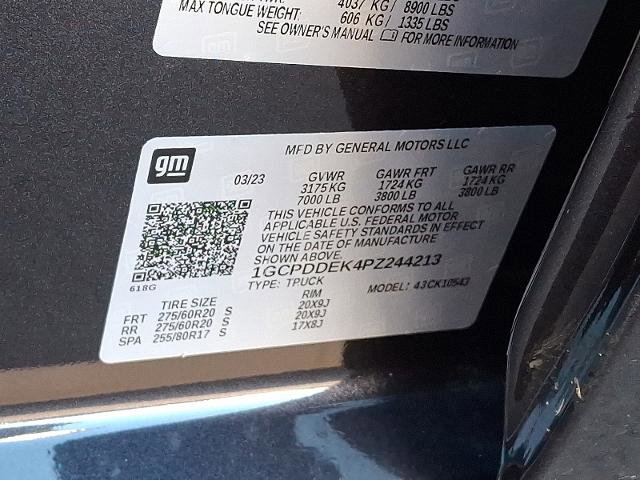 4037 KG/ 8900 LBS
MAX TONGUE WEIGHT: 606 KG/ 1335 LBS
SEE OWNER'S MANUAL FOR MORE INFORMATION
gm
MFD BY GENERAL MOTORS LLC
03/23 GVWR GAWR FRT GAWR RR
3175 KG 1724 KG 1724 KG
7000 LB 3800 LB 3800 LB
THIS VEHICLE CONFORMS TO ALL
APPLICABLE U.S. FEDERAL MOTOR
VEHICLE SAFETY STANDARDS IN EFFECT
ON THE DATE OF MANUFACTURE
SHOWN ABOVE.
1GCPDDEK4PZ244213
618G
TYPE: TRUCK MODEL: 43CK10543
TIRE SIZE RIM
FRT 275/60R20 S 20X9J
RR 275/60R20 S 20X9J
SPA 255/80R17 S 17X8J